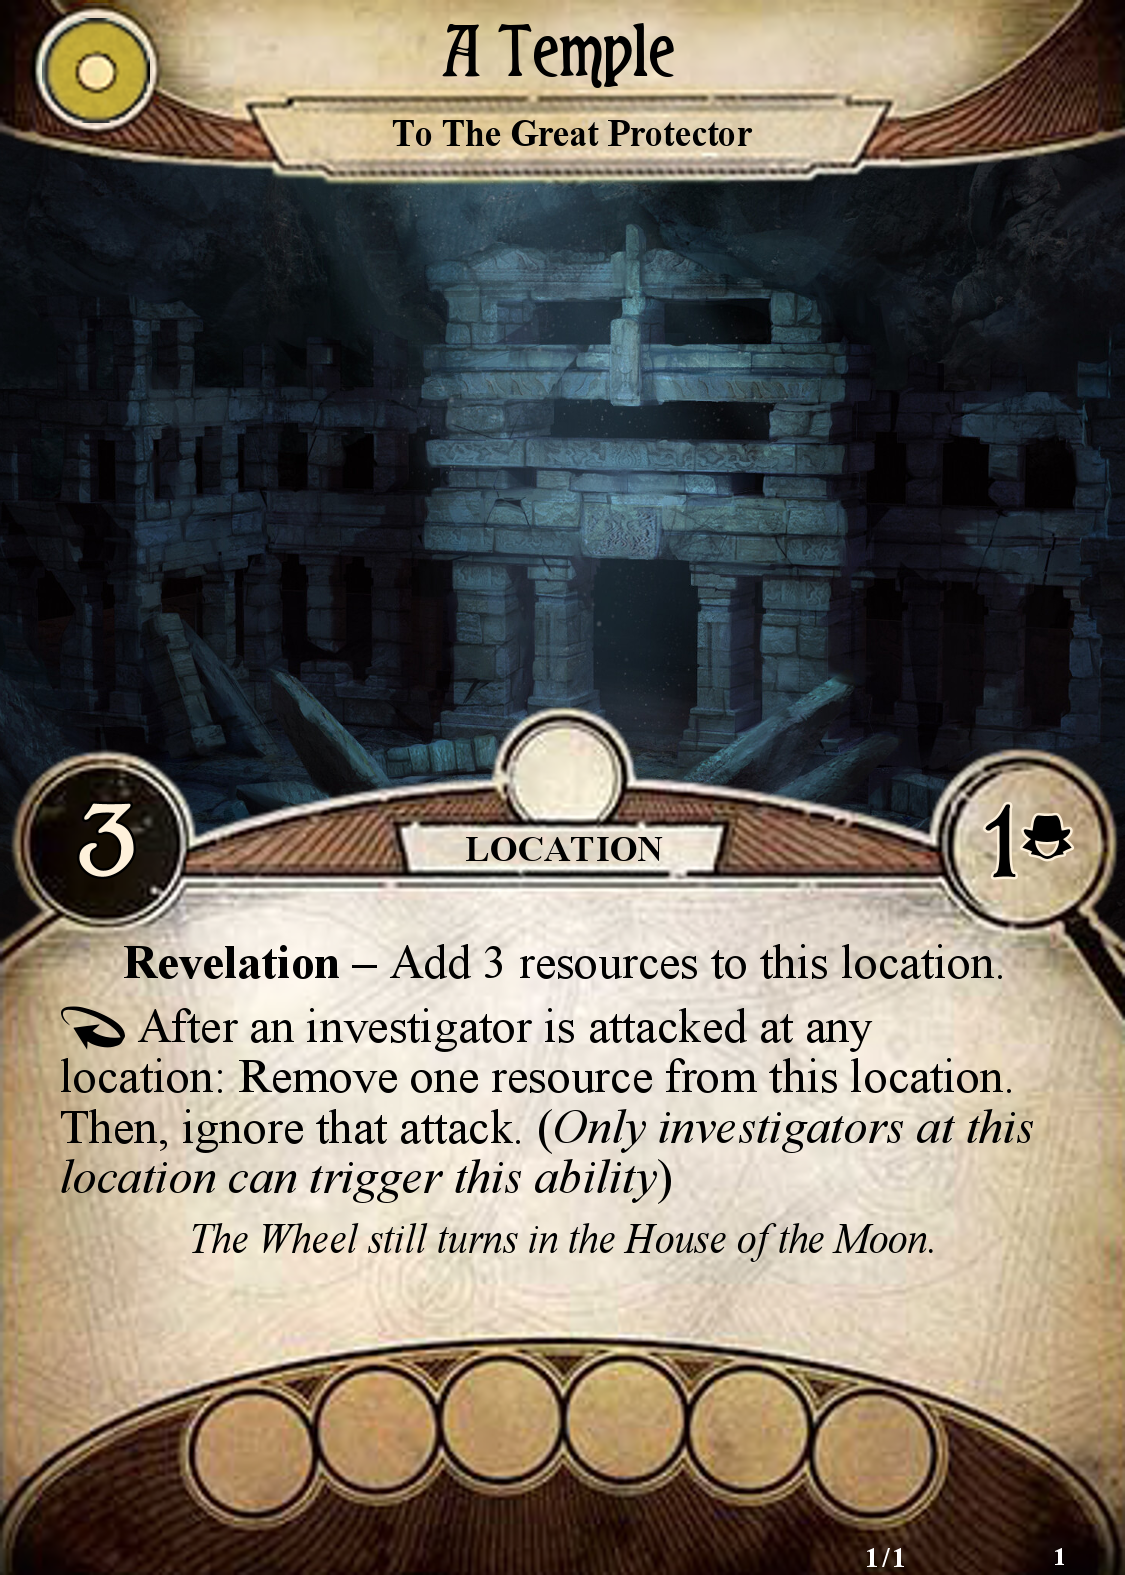 A Temple
To The Great Protector
3
LOCATION
1
Revelation – Add 3 resources to this location.
After an investigator is attacked at any
location: Remove one resource from this location.
Then, ignore that attack. (Only investigators at this
location can trigger this ability)
The Wheel still turns in the House of the Moon.
1/1
1